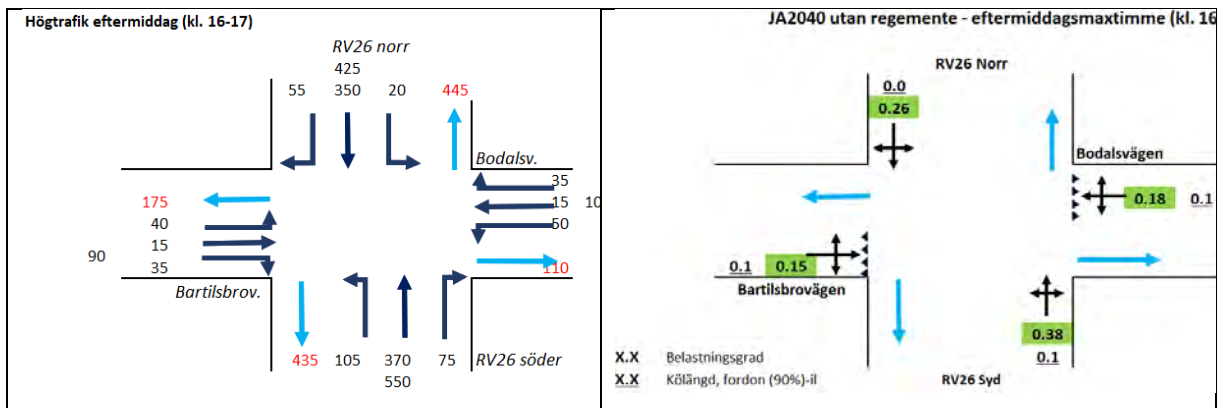 Högtrafik eftermiddag (kl. 16-17)
RV26 norr
425
55 350 20 445
Bodalsv.
35
175 15 10
40 50
15
90
35 110
Bartilsbrov.
435 105 370 75 RV26 söder
550
JA2040 utan regemente - eftermiddagsmaxtimme (kl. 16
RV26 Norr
0.0
0.26
Bodalsvägen
0.18 0.1
0.1 0.15
Bartilsbrovägen
0.38
X.X Belastningsgrad 0.1
X.X Kölängd, fordon (90%)-il RV26 Syd